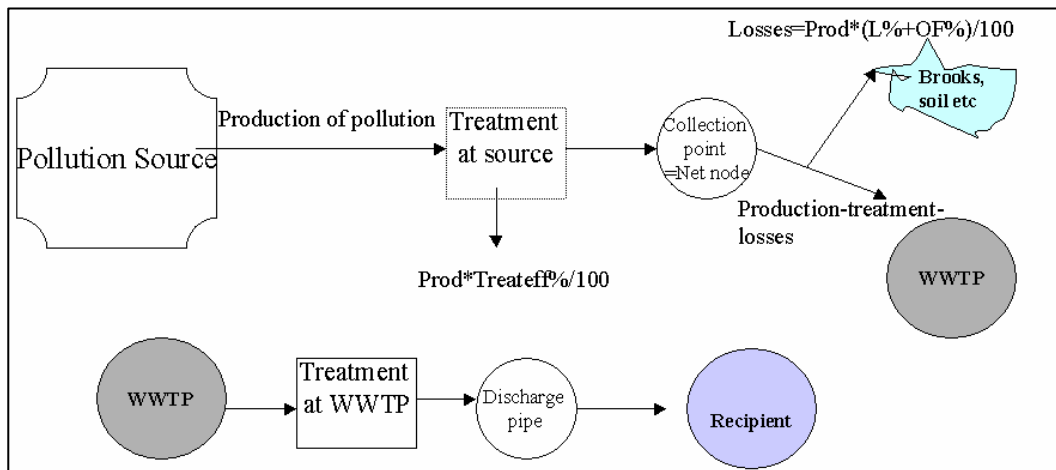 Losses=Prod*(L%+OF%)/100
Pollution Source
Production of pollution
Treatment
at source
Collection
point
=Net node
Brooks,
soil etc
Production-treatment-
losses
Prod*Treateff%/100
WWTP
WWTP
Treatment
at WWTP
Discharge
pipe
Recipient